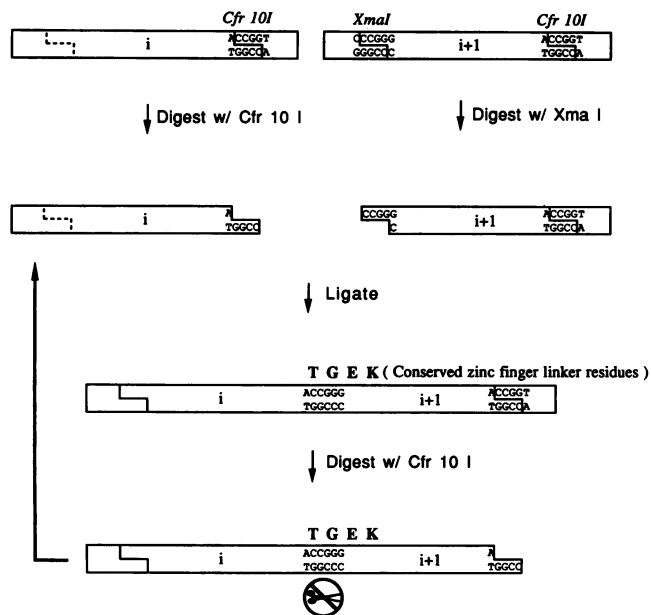 Cfr 10I XmaI Cfr 10I
i ACCGGT CCCGGG i+1 ACCGGT
TGGCCA GGGCCC TGGCCA
Digest w/ Cfr 10 I Digest w/ Xma I
i A CCGGG i+1 ACCGGT
TGGCC C TGGCCA
Ligate
T G E K ( Conserved zinc finger linker residues )
i ACCGGG i+1 ACCGGT
TGGCCC TGGCCA
Digest w/ Cfr 10 I
T G E K
i ACCGGG i+1 A
TGGCCC TGGCC